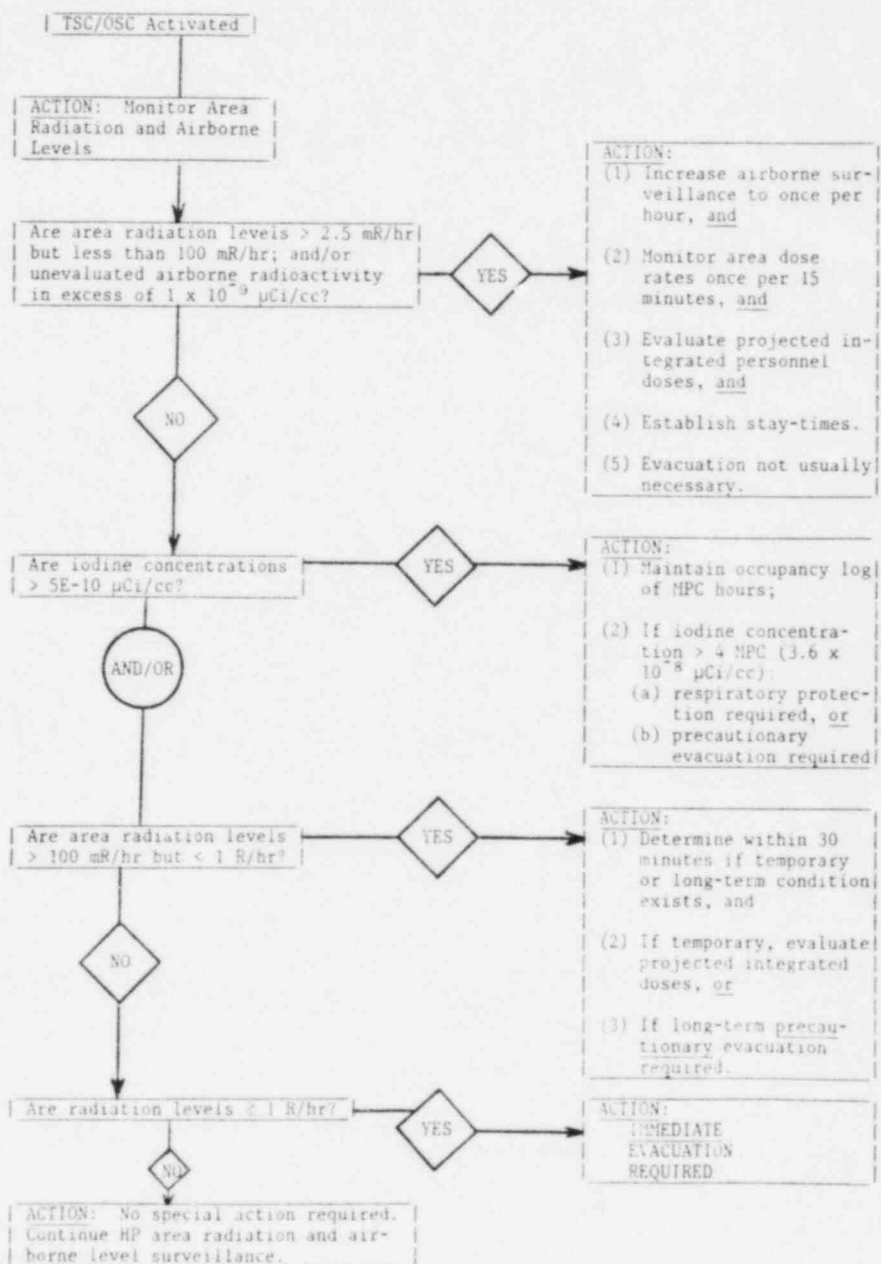 TSC/OSC Activated
ACTION: Monitor Area
Radiation and Airborne
Levels
Are area radiation levels > 2.5 mR/hr
but less than 100 mR/hr; and/or
unevaluated airborne radioactivity
in excess of 1 x 10⁻⁹ µCi/cc?
YES
ACTION:
(1) Increase airborne sur-
veillance to once per
hour, and
(2) Monitor area dose
rates once per 15
minutes, and
(3) Evaluate projected in-
tegrated personnel
doses, and
(4) Establish stay-times.
(5) Evacuation not usually
necessary.
NO
Are iodine concentrations
> 5E-10 µCi/cc?
YES
ACTION:
(1) Maintain occupancy log
of MPC hours;
(2) If iodine concentra-
tion > 4 MPC (3.6 x
10⁻⁸ µCi/cc):
(a) respiratory protec-
tion required, or
(b) precautionary
evacuation required
AND/OR
Are area radiation levels
> 100 mR/hr but < 1 R/hr?
YES
ACTION:
(1) Determine within 30
minutes if temporary
or long-term condition
exists, and
(2) If temporary, evaluate
projected integrated
doses, or
(3) If long-term precau-
tionary evacuation
required.
NO
Are radiation levels ≥ 1 R/hr?
YES
ACTION:
IMMEDIATE
EVACUATION
REQUIRED
NO
ACTION: No special action required.
Continue HP area radiation and air-
borne level surveillance.